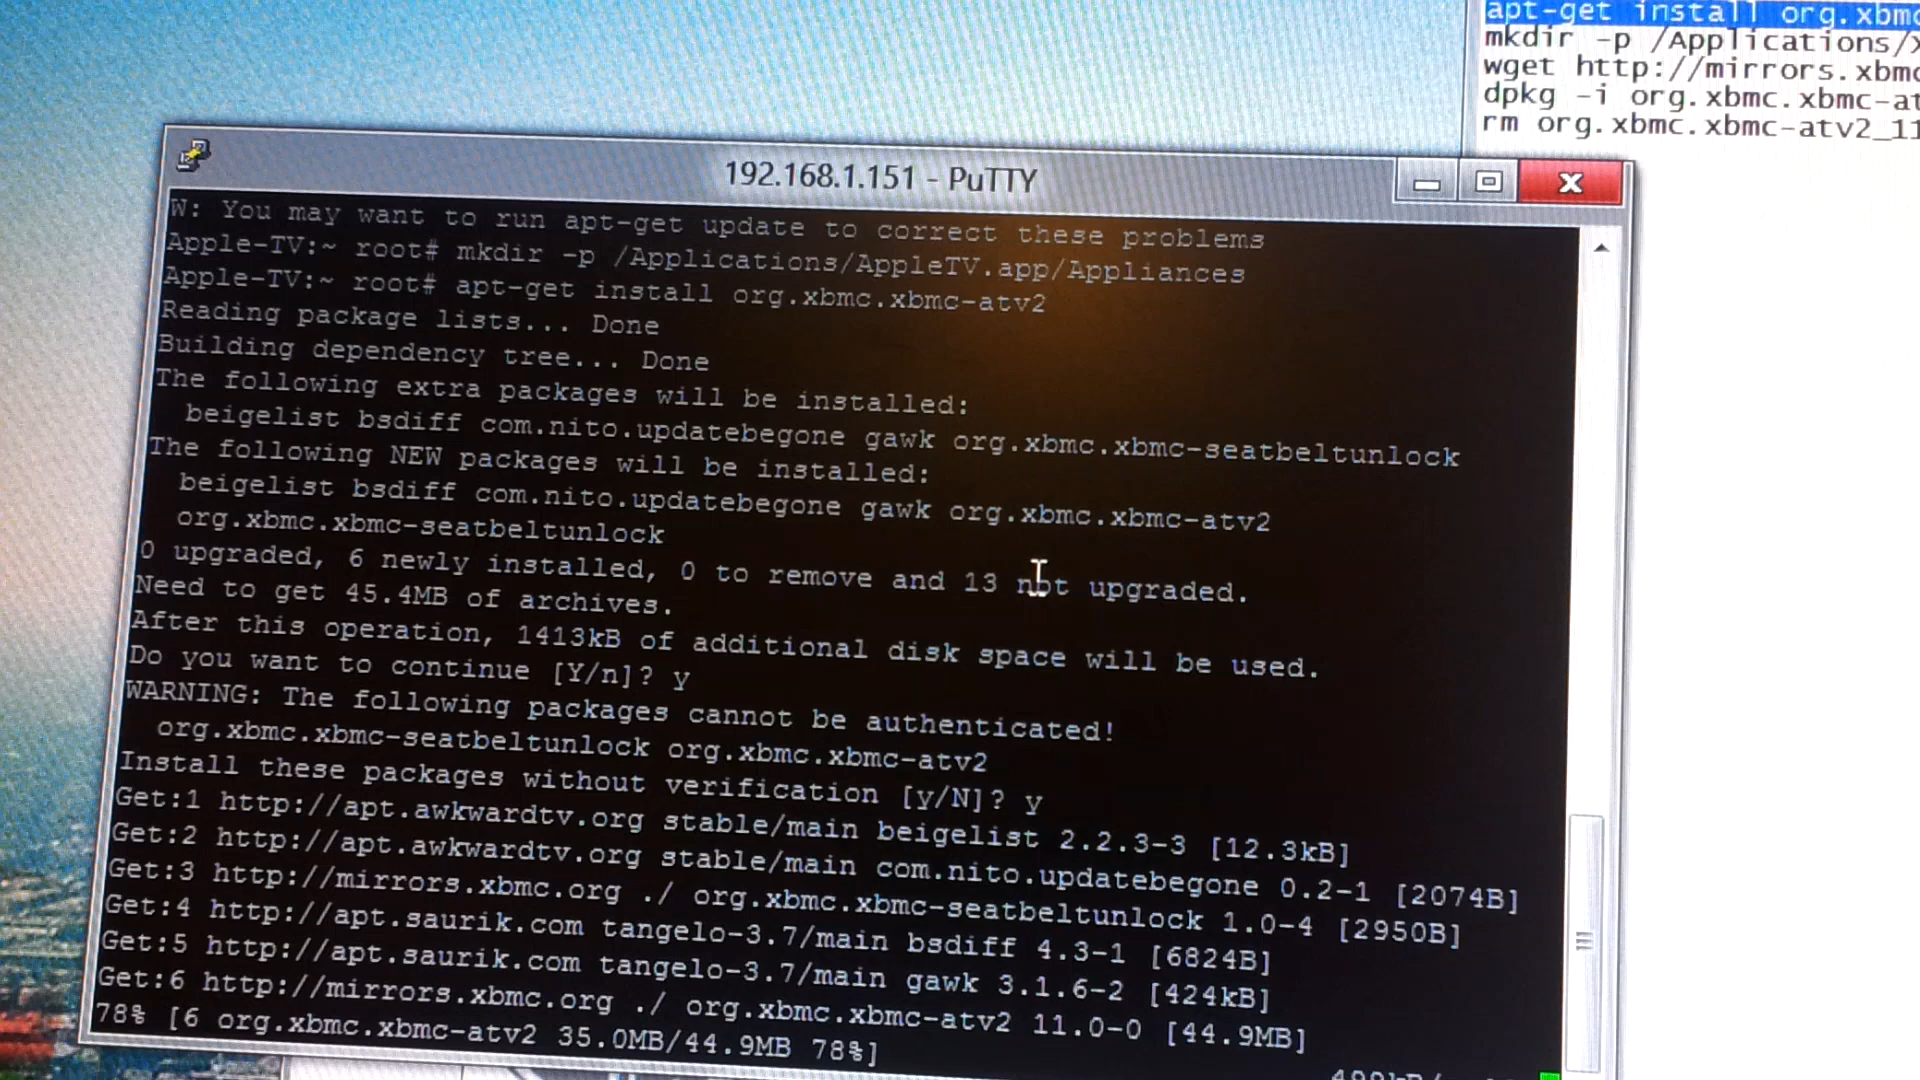 apt-get install org.xbmc
mkdir -p /Applications/X
wget http://mirrors.xbmc
dpkg -i org.xbmc.xbmc-at
rm org.xbmc.xbmc-atv2_11
192.168.1.151 - PuTTY
W: You may want to run apt-get update to correct these problems
Apple-TV:~ root# mkdir -p /Applications/AppleTV.app/Appliances
Apple-TV:~ root# apt-get install org.xbmc.xbmc-atv2
Reading package lists... Done
Building dependency tree... Done
The following extra packages will be installed:
beigelist bsdiff com.nito.updatebegone gawk org.xbmc.xbmc-seatbeltunlock
The following NEW packages will be installed:
beigelist bsdiff com.nito.updatebegone gawk org.xbmc.xbmc-atv2
org.xbmc.xbmc-seatbeltunlock
0 upgraded, 6 newly installed, 0 to remove and 13 not upgraded.
Need to get 45.4MB of archives.
After this operation, 1413kB of additional disk space will be used.
Do you want to continue [Y/n]? y
WARNING: The following packages cannot be authenticated!
org.xbmc.xbmc-seatbeltunlock org.xbmc.xbmc-atv2
Install these packages without verification [y/N]? y
Get:1 http://apt.awkwardtv.org stable/main beigelist 2.2.3-3 [12.3kB]
Get:2 http://apt.awkwardtv.org stable/main com.nito.updatebegone 0.2-1 [2074B]
Get:3 http://mirrors.xbmc.org ./ org.xbmc.xbmc-seatbeltunlock 1.0-4 [2950B]
Get:4 http://apt.saurik.com tangelo-3.7/main bsdiff 4.3-1 [6824B]
Get:5 http://apt.saurik.com tangelo-3.7/main gawk 3.1.6-2 [424kB]
Get:6 http://mirrors.xbmc.org ./ org.xbmc.xbmc-atv2 11.0-0 [44.9MB]
78% [6 org.xbmc.xbmc-atv2 35.0MB/44.9MB 78%]